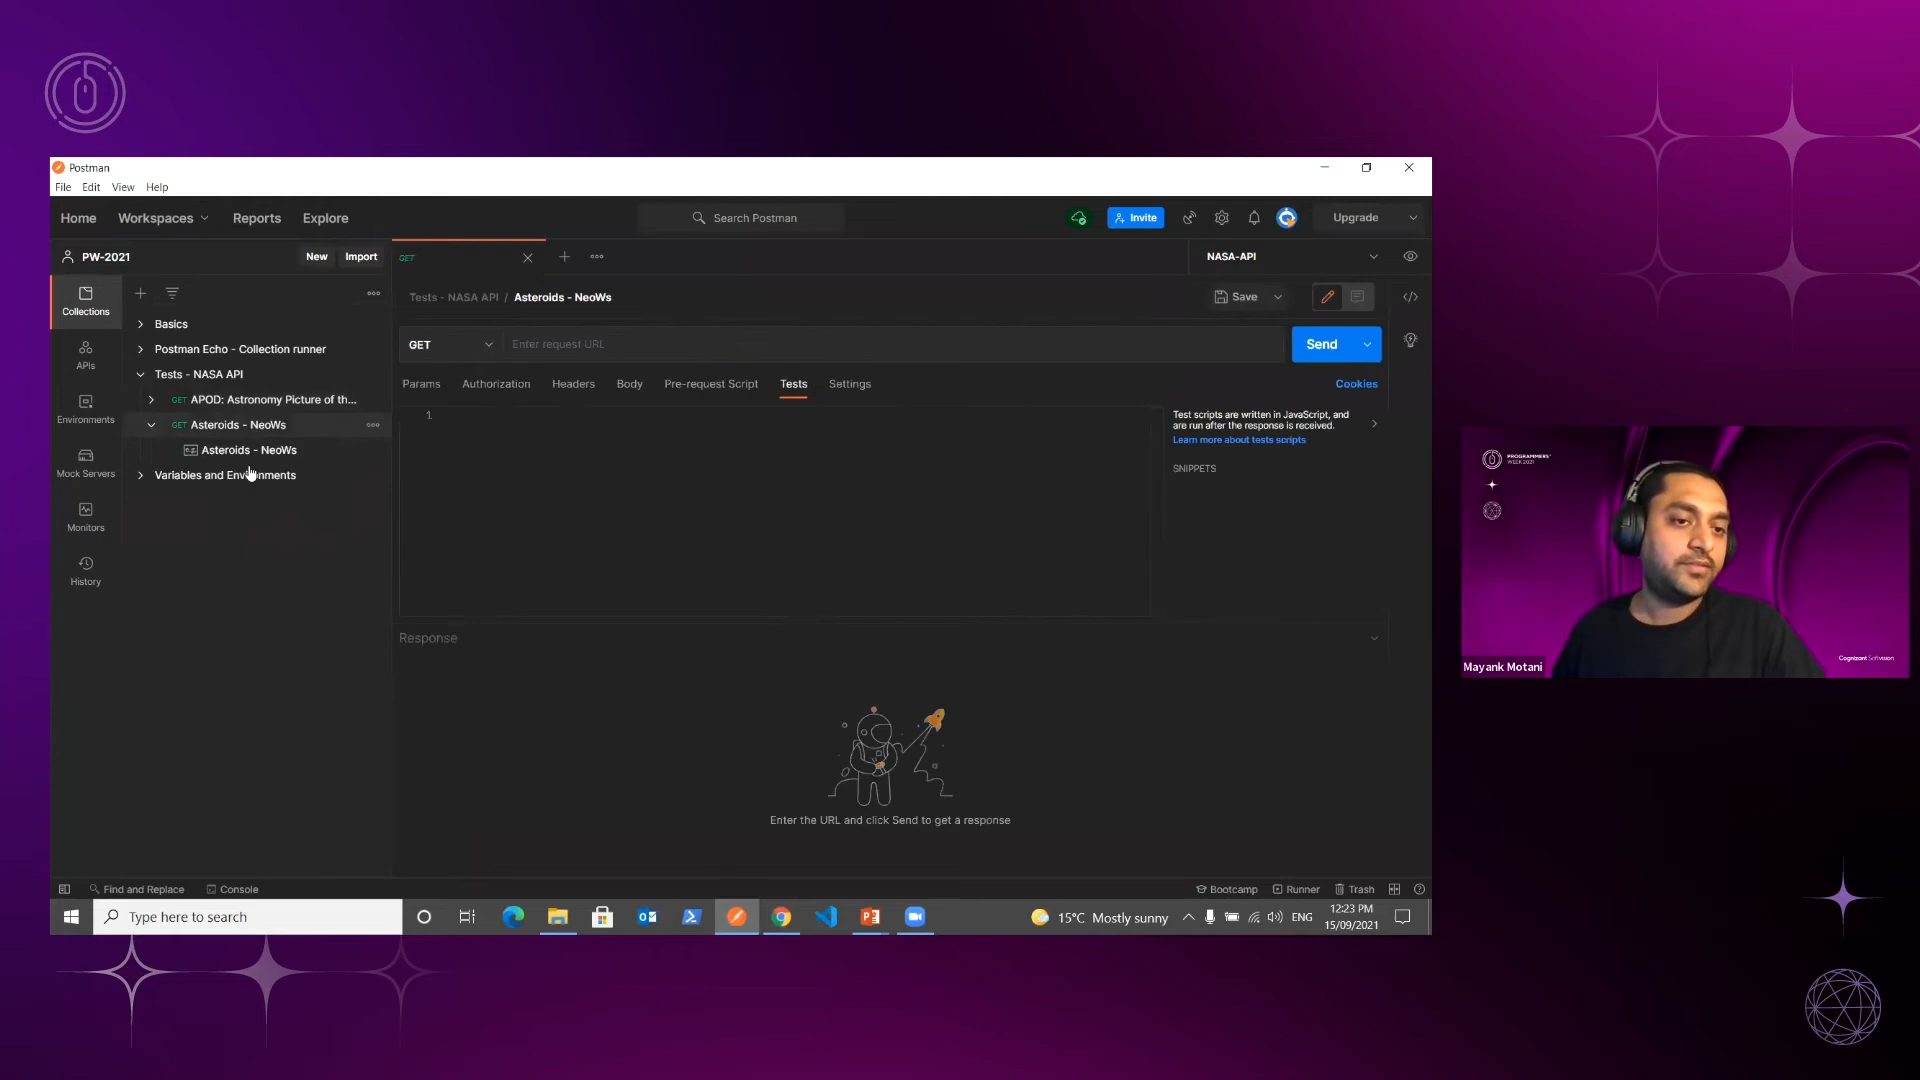 Postman
File Edit View Help
Home Workspaces Reports Explore Search Postman Invite Upgrade
PW-2021 New Import GET NASA-API
Collections
APIs
Environments
Mock Servers
Monitors
History
Basics
Postman Echo - Collection runner
Tests - NASA API
GET APOD: Astronomy Picture of th...
GET Asteroids - NeoWs
Asteroids - NeoWs
Variables and Environments
Tests - NASA API / Asteroids - NeoWs Save
GET Enter request URL Send
Params Authorization Headers Body Pre-request Script Tests Settings Cookies
1
Test scripts are written in JavaScript, and
are run after the response is received.
Learn more about tests scripts
SNIPPETS
Response
Enter the URL and click Send to get a response
Find and Replace Console Bootcamp Runner Trash
Type here to search 15°C Mostly sunny ENG 12:23 PM
15/09/2021
PROGRAMMERS'
WEEK 2021
Cognizant Softvision
Mayank Motani